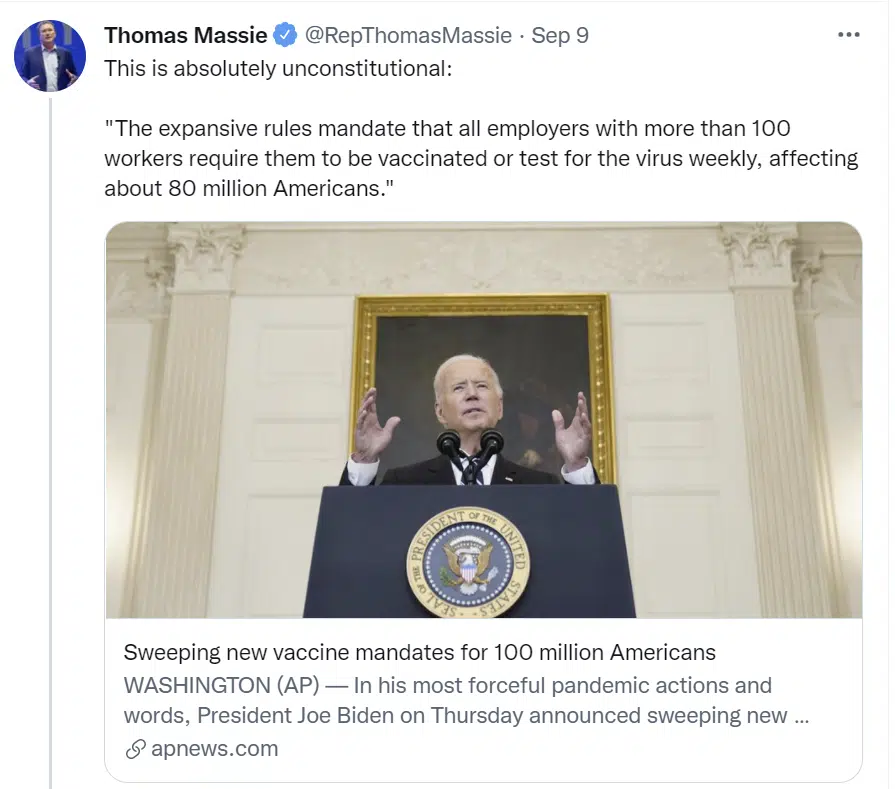 Thomas Massie @RepThomasMassie · Sep 9
This is absolutely unconstitutional:
"The expansive rules mandate that all employers with more than 100
workers require them to be vaccinated or test for the virus weekly, affecting
about 80 million Americans."
SEAL OF THE PRESIDENT OF THE UNITED STATES
Sweeping new vaccine mandates for 100 million Americans
WASHINGTON (AP) — In his most forceful pandemic actions and
words, President Joe Biden on Thursday announced sweeping new ...
apnews.com